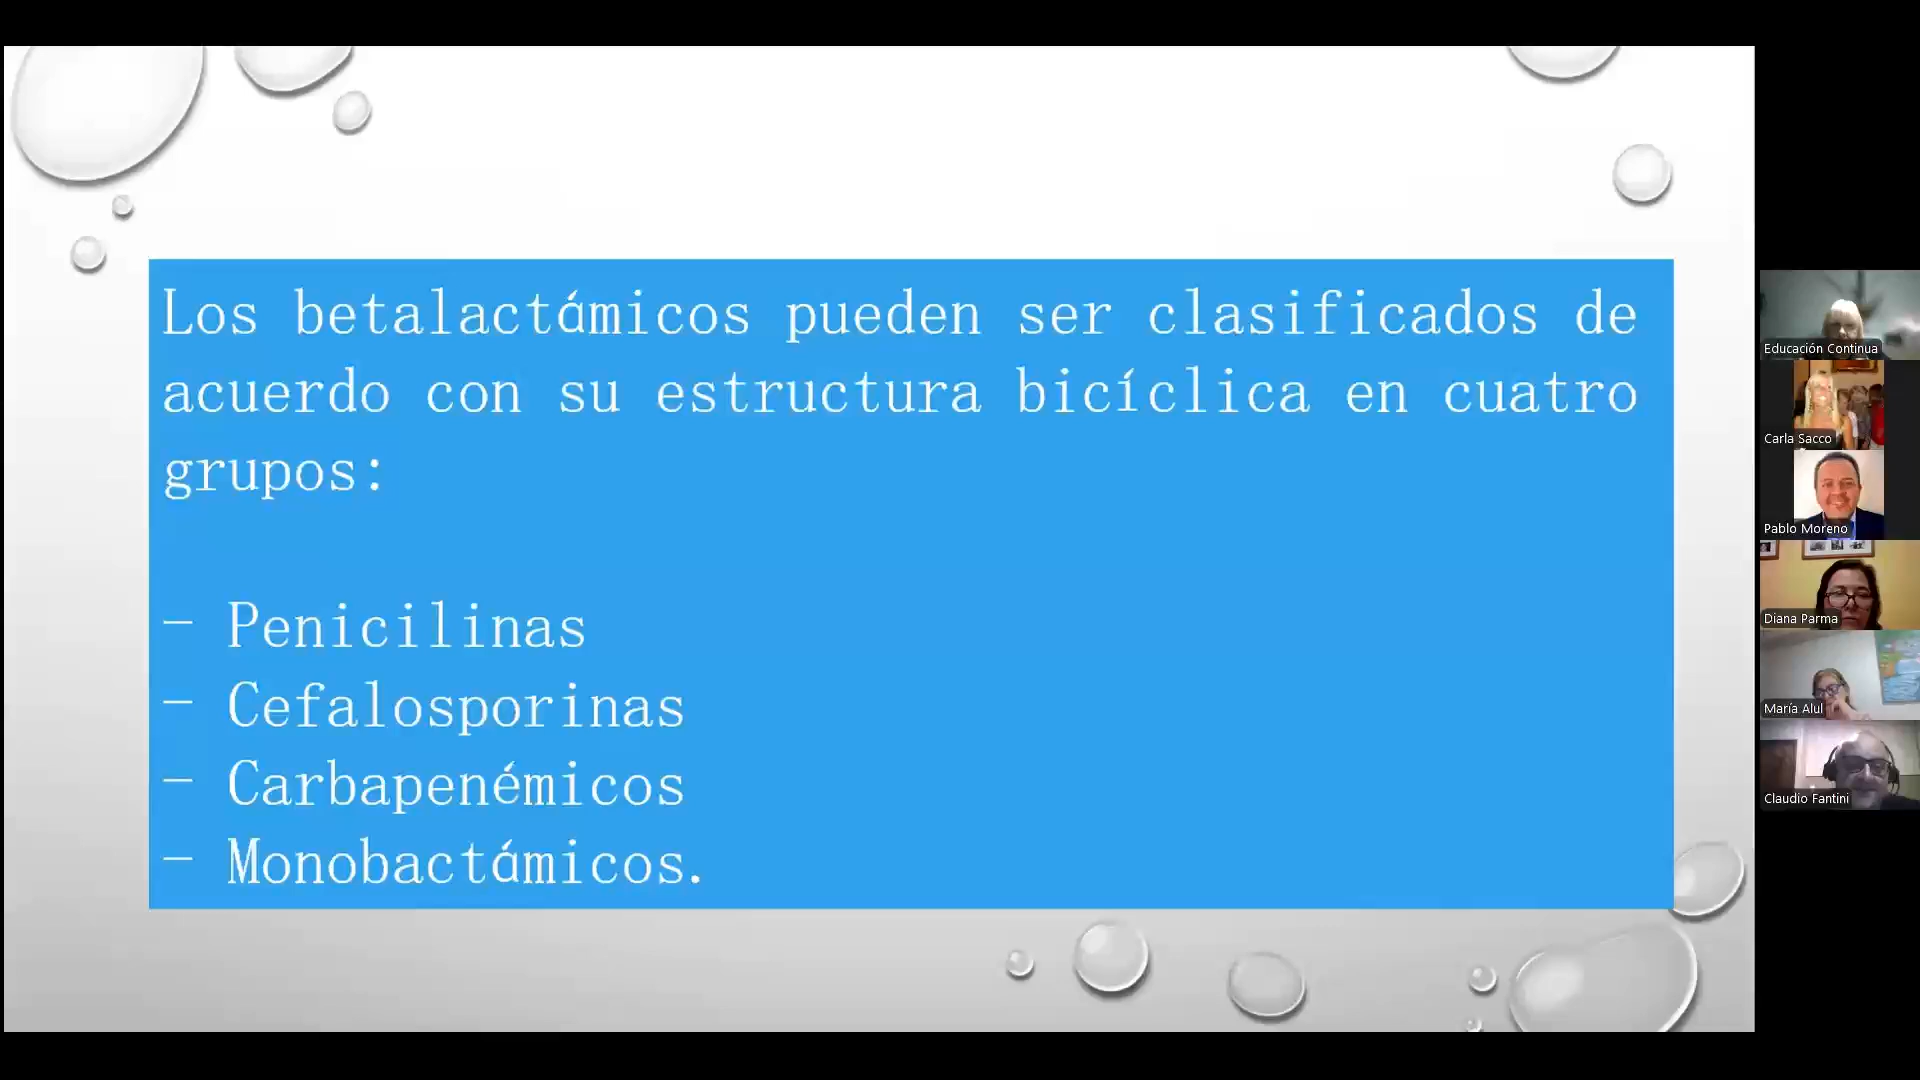 Los betalactámicos pueden ser clasificados de
acuerdo con su estructura bicíclica en cuatro
grupos:
- Penicilinas
- Cefalosporinas
- Carbapenémicos
- Monobactámicos.
Educación Continua
Carla Sacco
Pablo Moreno
Diana Parma
María Alul
Claudio Fantini